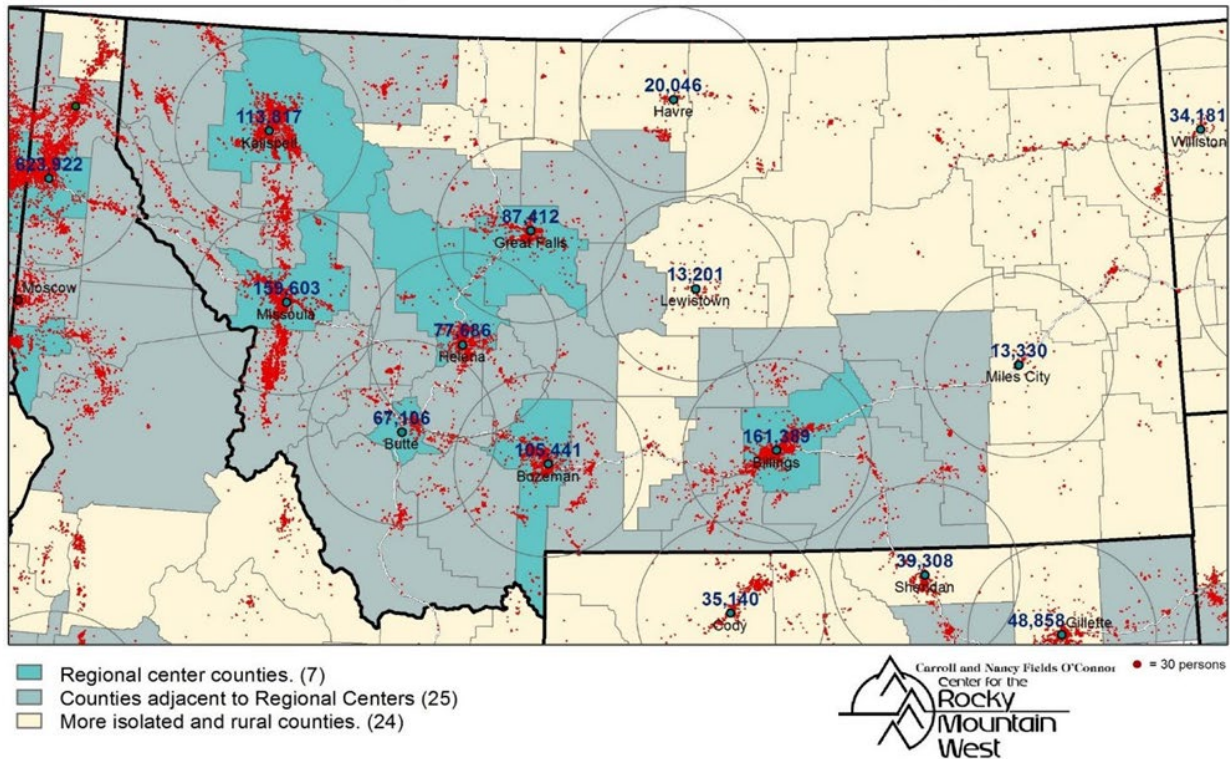 20,046
Havre
34,181
Williston
113,817
Kalispell
623,922
87,412
Great Falls
13,201
Lewistown
Moscow
159,603
Missoula
77,686
Helena
13,330
Miles City
67,106
Butte
105,441
Bozeman
161,389
Billings
39,308
Sheridan
35,140
Cody
48,858
Gillette
Regional center counties. (7)
Counties adjacent to Regional Centers (25)
More isolated and rural counties. (24)
Carroll and Nancy Fields O'Connor
Center for the
Rocky
Mountain
West
= 30 persons